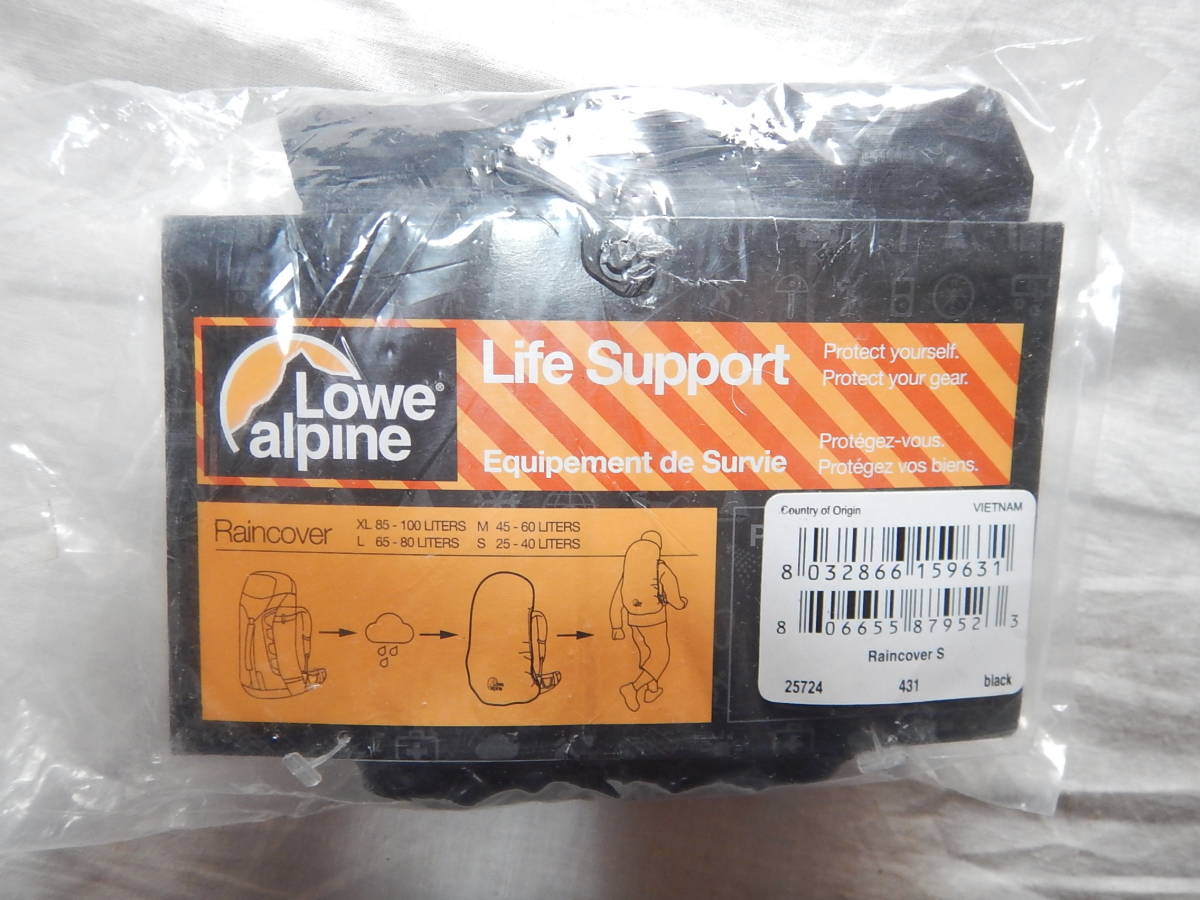 Lowe®
alpine
Life Support
Protect yourself.
Protect your gear.
Equipement de Survie
Protégez-vous.
Protégez vos biens.
Raincover
XL 85 - 100 LITERS M 45 - 60 LITERS
L 65 - 80 LITERS S 25 - 40 LITERS
Country of Origin VIETNAM
8 032866 159631
8 06655 87952 3
Raincover S
25724 431 black